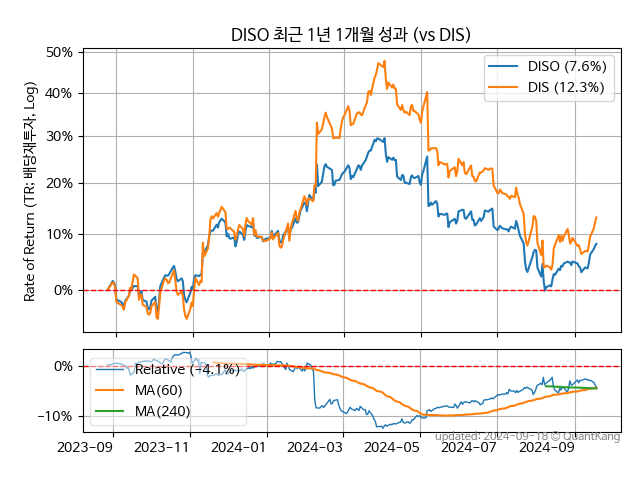 DISO 최근 1년 1개월 성과 (vs DIS)
Rate of Return (TR: 배당재투자, Log)
50%
40%
30%
20%
10%
0%
DISO (7.6%)
DIS (12.3%)
0%
−10%
Relative (−4.1%)
MA(60)
MA(240)
2023-09
2023-11
2024-01
2024-03
2024-05
2024-07
2024-09
updated: 2024-09-18 © QuantKang